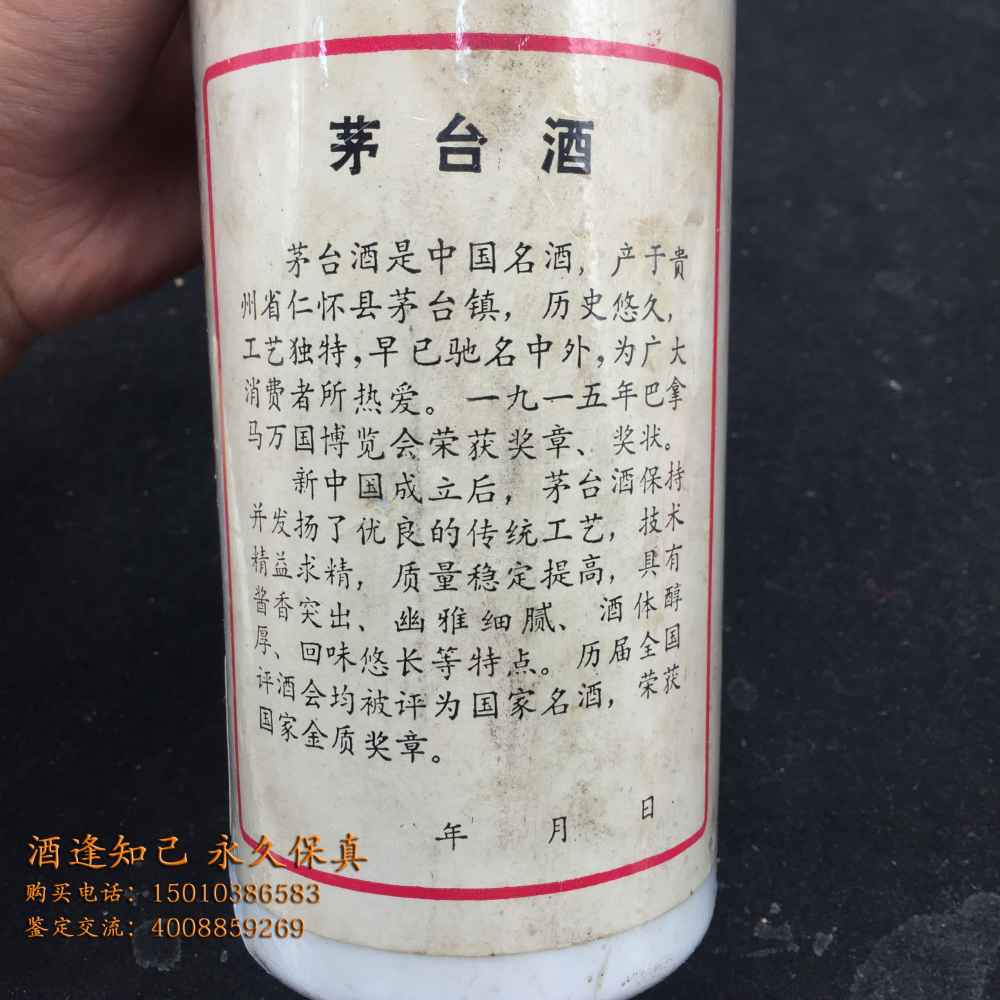 茅台酒
茅台酒是中国名酒，产于贵
州省仁怀县茅台镇，历史悠久，
工艺独特，早已驰名中外，为广大
消费者所热爱。一九一五年巴拿
马万国博览会荣获奖章、奖状。
新中国成立后，茅台酒保持
并发扬了优良的传统工艺，技术
精益求精，质量稳定提高，具有
酱香突出、幽雅细腻、酒体醇
厚、回味悠长等特点。历届全国
评酒会均被评为国家名酒，荣获
国家金质奖章。
年 月 日
酒逢知己 永久保真
购买电话：15010386583
鉴定交流：4008859269